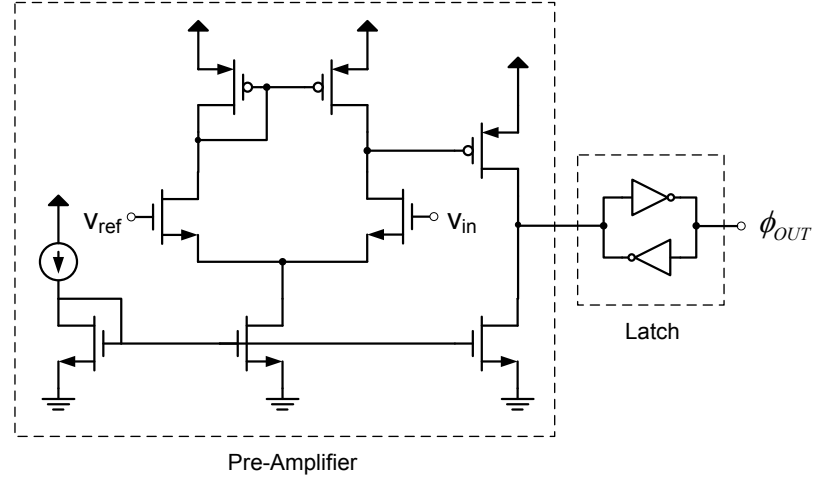 Vref
Vin
ϕOUT
Latch
Pre-Amplifier